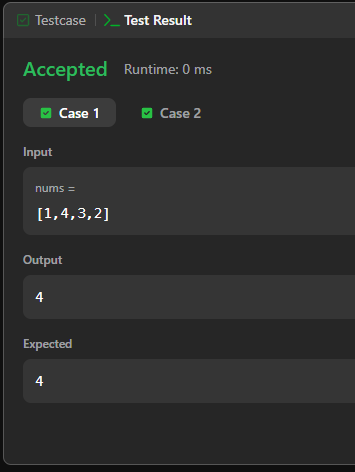 Testcase | >_ Test Result
Accepted Runtime: 0 ms
Case 1 Case 2
Input
nums =
[1,4,3,2]
Output
4
Expected
4